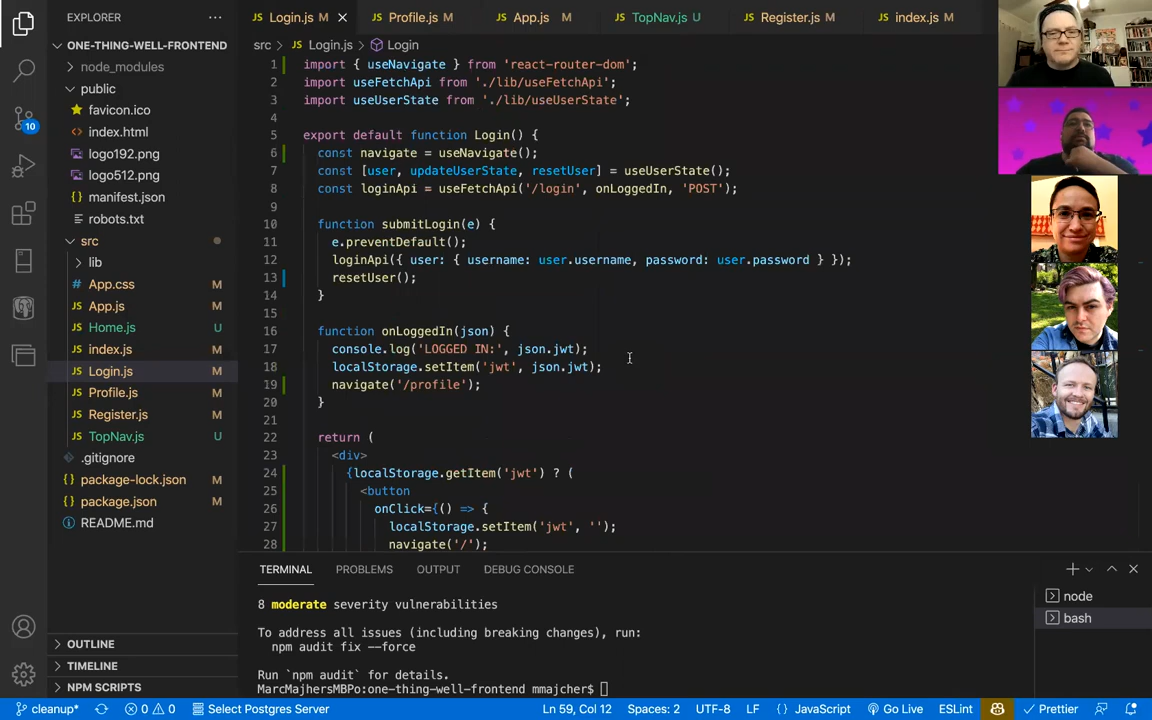 EXPLORER
ONE-THING-WELL-FRONTEND
node_modules
public
favicon.ico
index.html
logo192.png
logo512.png
manifest.json
robots.txt
src
lib
App.css M
App.js M
Home.js U
index.js M
Login.js M
Profile.js M
Register.js M
TopNav.js U
.gitignore
package-lock.json M
package.json M
README.md
OUTLINE
TIMELINE
NPM SCRIPTS
10
JS Login.js M JS Profile.js M JS App.js M JS TopNav.js U JS Register.js M JS index.js M
src > JS Login.js > Login
1 import { useNavigate } from 'react-router-dom';
2 import useFetchApi from './lib/useFetchApi';
3 import useUserState from './lib/useUserState';
4
5 export default function Login() {
6 const navigate = useNavigate();
7 const [user, updateUserState, resetUser] = useUserState();
8 const loginApi = useFetchApi('/login', onLoggedIn, 'POST');
9
10 function submitLogin(e) {
11 e.preventDefault();
12 loginApi({ user: { username: user.username, password: user.password } });
13 resetUser();
14 }
15
16 function onLoggedIn(json) {
17 console.log('LOGGED IN:', json.jwt);
18 localStorage.setItem('jwt', json.jwt);
19 navigate('/profile');
20 }
21
22 return (
23 <div>
24 {localStorage.getItem('jwt') ? (
25 <button
26 onClick={() => {
27 localStorage.setItem('jwt', '');
28 navigate('/');
TERMINAL PROBLEMS OUTPUT DEBUG CONSOLE
8 moderate severity vulnerabilities
To address all issues (including breaking changes), run:
npm audit fix --force
Run `npm audit` for details.
MarcMajhersMBPo:one-thing-well-frontend mmajcher$
node
bash
cleanup* 0 0 Select Postgres Server Ln 59, Col 12 Spaces: 2 UTF-8 LF {} JavaScript Go Live ESLint Prettier